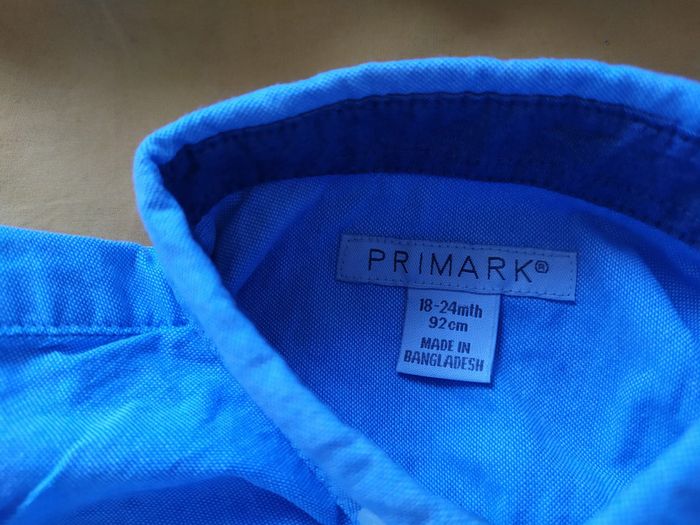 PRIMARK®
18-24mth
92cm
MADE IN
BANGLADESH